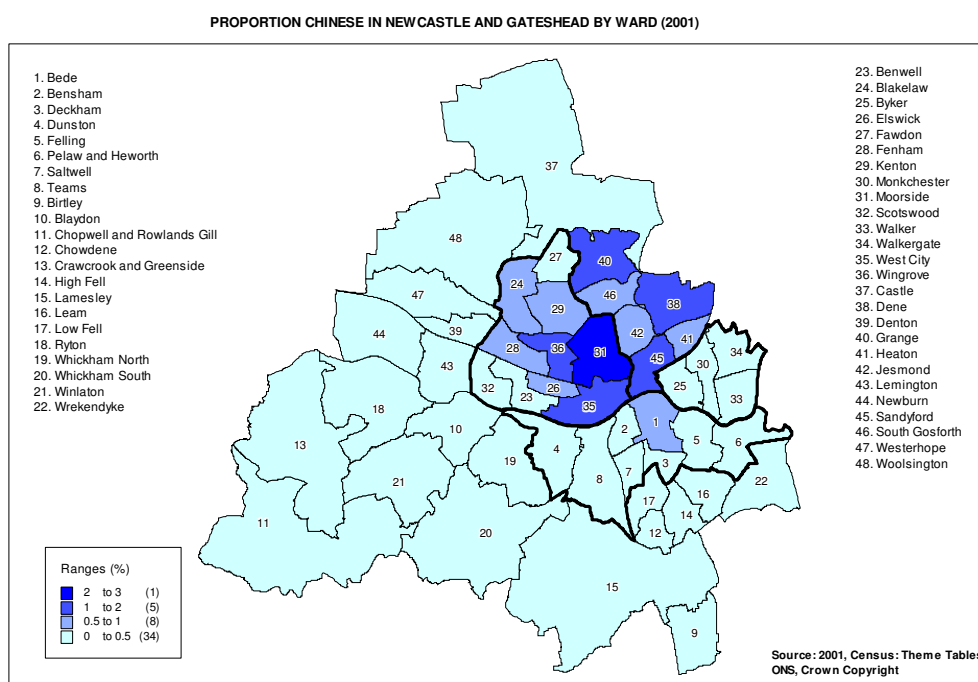 PROPORTION CHINESE IN NEWCASTLE AND GATESHEAD BY WARD (2001)
1. Bede
2. Bensham
3. Deckham
4. Dunston
5. Felling
6. Pelaw and Heworth
7. Saltwell
8. Teams
9. Birtley
10. Blaydon
11. Chopwell and Rowlands Gill
12. Chowdene
13. Crawcrook and Greenside
14. High Fell
15. Lamesley
16. Leam
17. Low Fell
18. Ryton
19. Whickham North
20. Whickham South
21. Winlaton
22. Wrekendyke
23. Benwell
24. Blakelaw
25. Byker
26. Elswick
27. Fawdon
28. Fenham
29. Kenton
30. Monkchester
31. Moorside
32. Scotswood
33. Walker
34. Walkergate
35. West City
36. Wingrove
37. Castle
38. Dene
39. Denton
40. Grange
41. Heaton
42. Jesmond
43. Lemington
44. Newburn
45. Sandyford
46. South Gosforth
47. Westerhope
48. Woolsington
37
48
27
40
24
46
47
38
29
44
39
42
41
28
36
31
45
34
30
43
32
26
25
23
35
33
18
10
2
1
5
6
13
19
4
3
7
8
22
21
17
16
14
11
20
12
15
9
Ranges (%)
2 to 3 (1)
1 to 2 (5)
0.5 to 1 (8)
0 to 0.5 (34)
Source: 2001, Census: Theme Tables
ONS, Crown Copyright